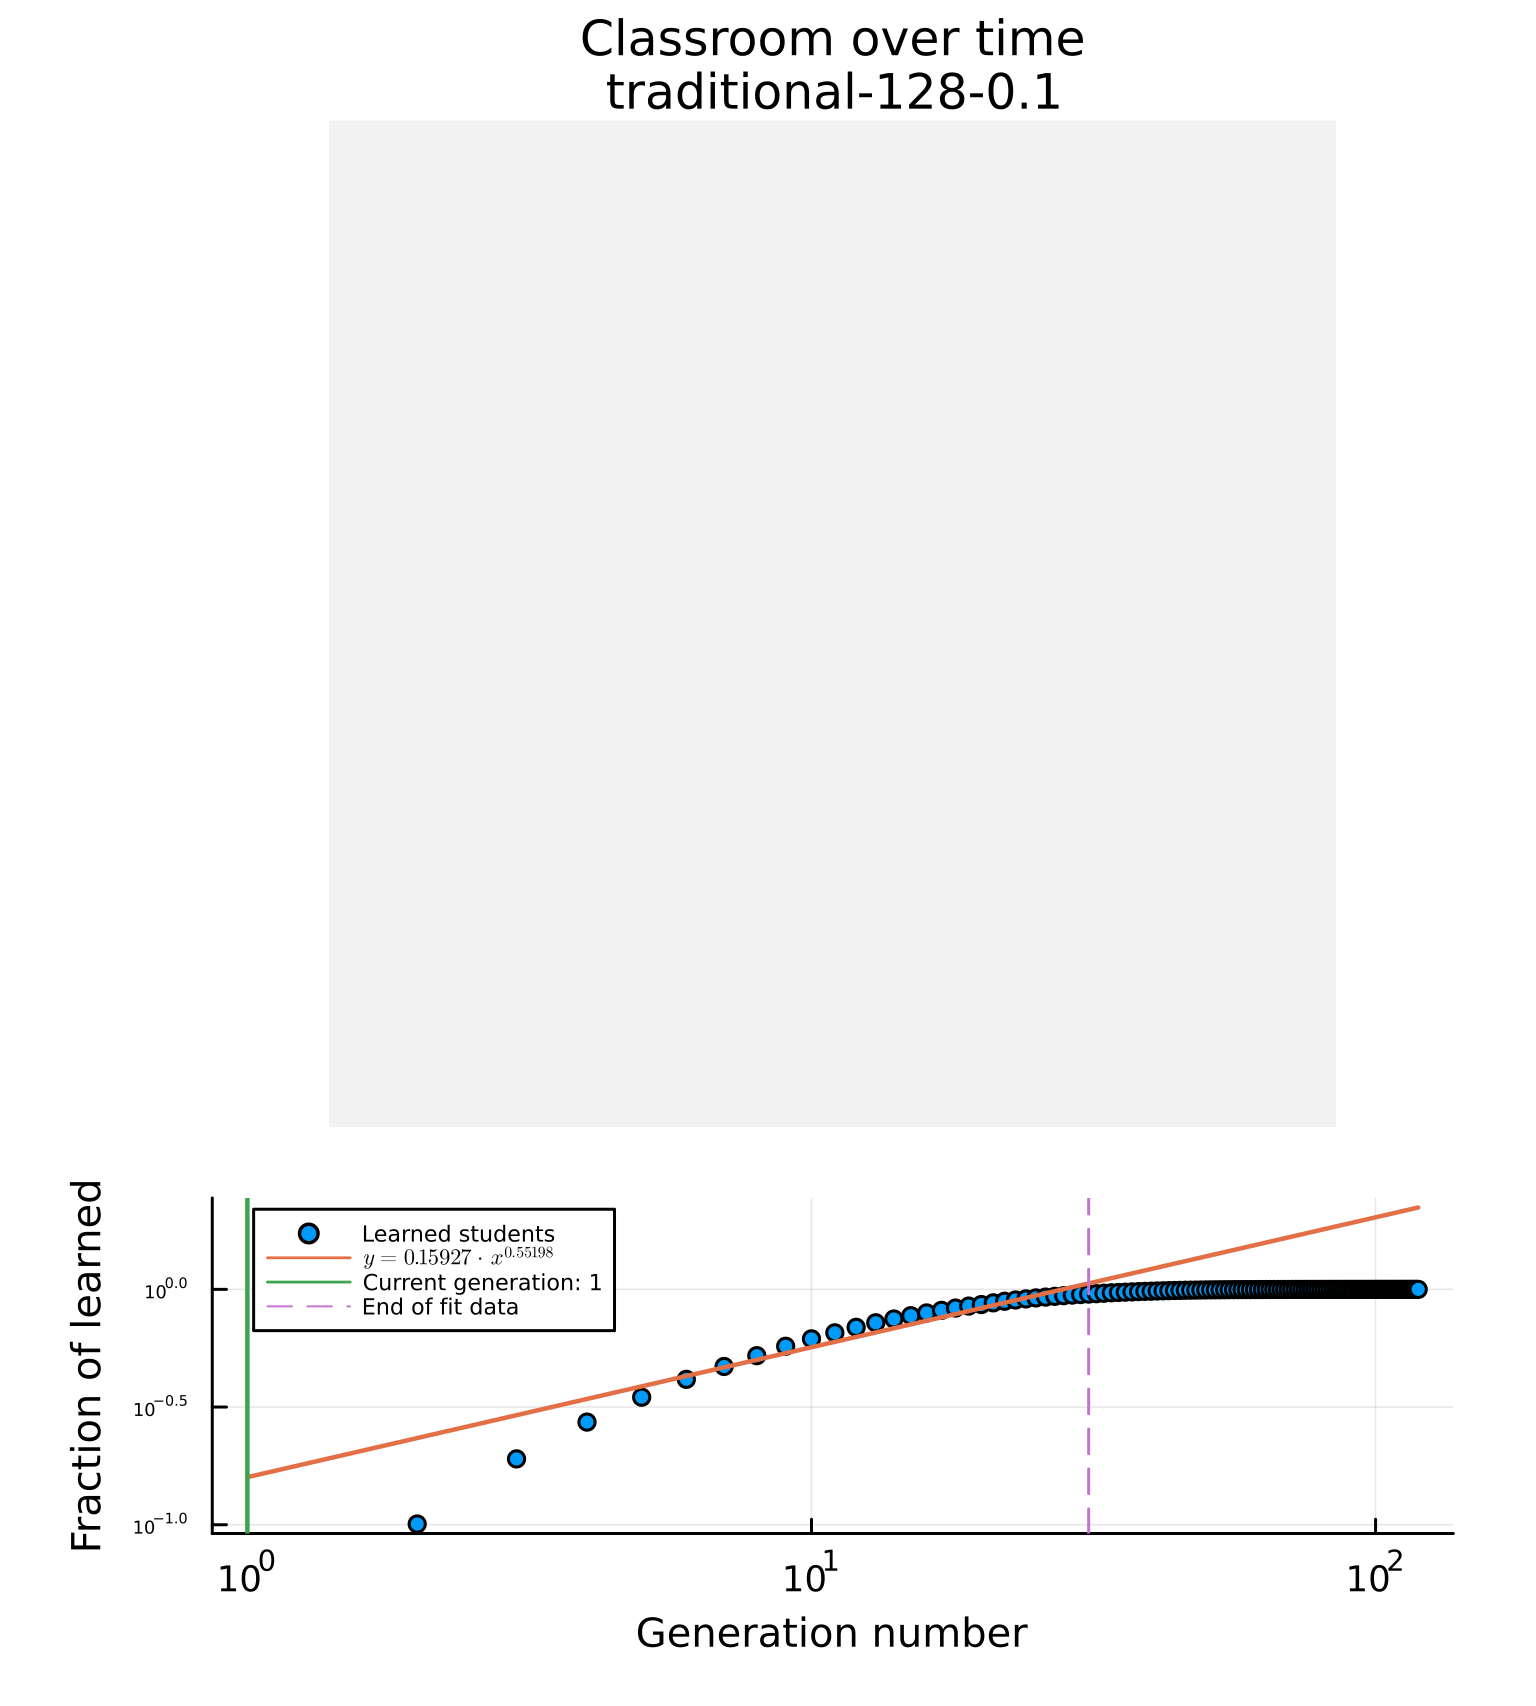 Classroom over time
traditional-128-0.1
Fraction of learned
Learned students
y = 0.15927 · x^0.55198
Current generation: 1
End of fit data
10^0.0
10^−0.5
10^−1.0
10^0 10^1 10^2
Generation number